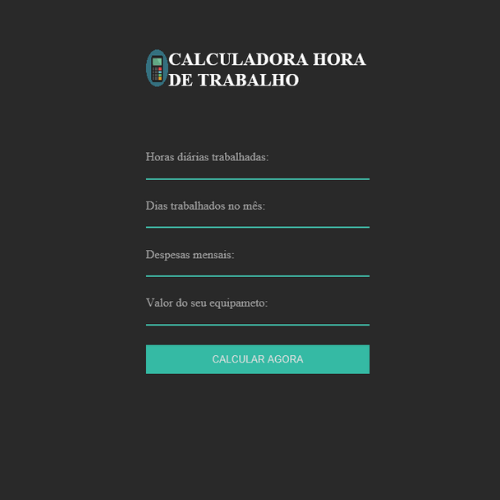 CALCULADORA HORA
DE TRABALHO
Horas diárias trabalhadas:
Dias trabalhados no mês:
Despesas mensais:
Valor do seu equipameto:
CALCULAR AGORA